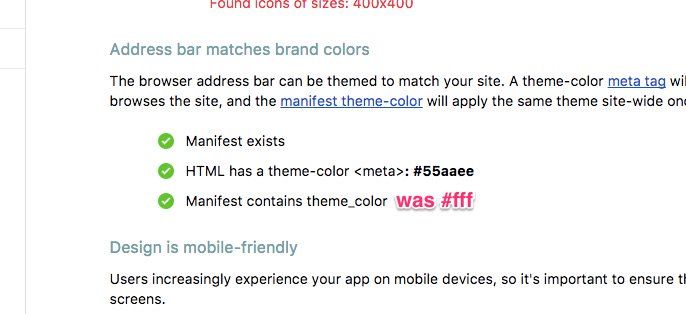 Found icons of sizes: 400x400
Address bar matches brand colors
The browser address bar can be themed to match your site. A theme-color meta tag wil
browses the site, and the manifest theme-color will apply the same theme site-wide onc
Manifest exists
HTML has a theme-color <meta>: #55aaee
Manifest contains theme_color was #fff
Design is mobile-friendly
Users increasingly experience your app on mobile devices, so it's important to ensure th
screens.